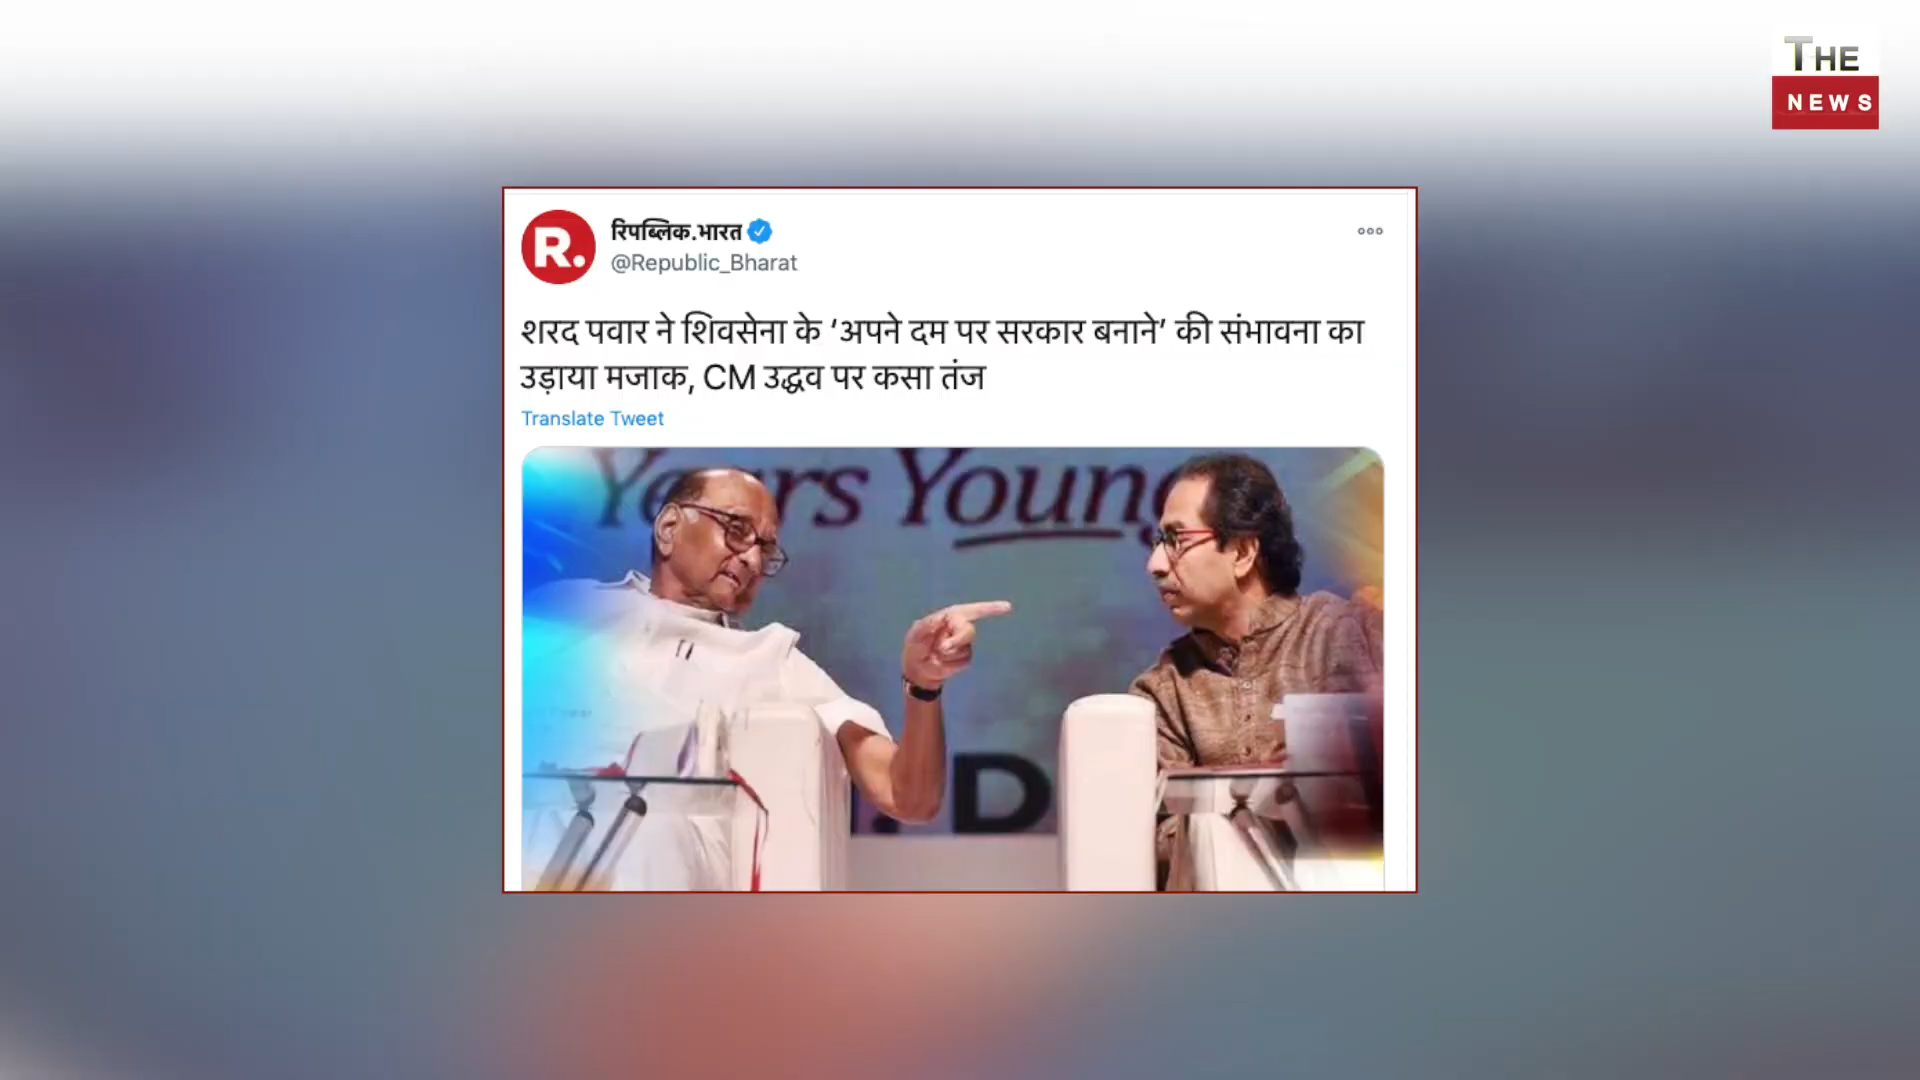 THE
NEWS
R.
रिपब्लिक.भारत
@Republic_Bharat
शरद पवार ने शिवसेना के ‘अपने दम पर सरकार बनाने’ की संभावना का
उड़ाया मजाक, CM उद्धव पर कसा तंज
Translate Tweet
Years Young
D